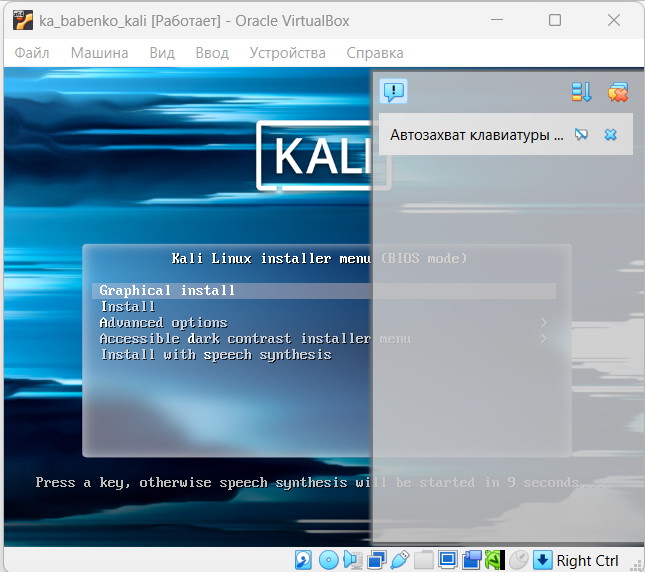 ka_babenko_kali [Работает] - Oracle VirtualBox
Файл Машина Вид Ввод Устройства Справка
Автозахват клавиатуры ...
KALI
Kali Linux installer menu (BIOS mode)
Graphical install
Install
Advanced options
Accessible dark contrast installer menu
Install with speech synthesis
Press a key, otherwise speech synthesis will be started in 9 seconds...
Right Ctrl